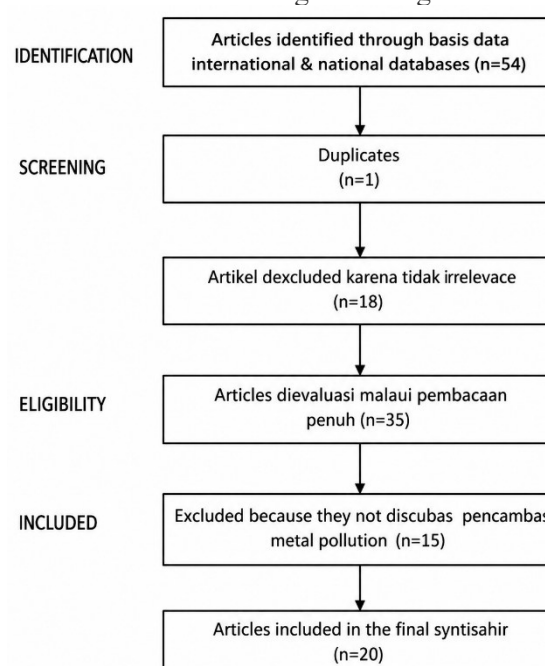 IDENTIFICATION
Articles identified through basis data
international & national databases (n=54)
SCREENING
Duplicates
(n=1)
Artikel dexcluded karena tidak irrelevace
(n=18)
ELIGIBILITY
Articles dievaluasi malaui pembacaan
penuh (n=35)
INCLUDED
Excluded because they not discubas pencambas
metal pollution (n=15)
Articles included in the final syntisahir
(n=20)